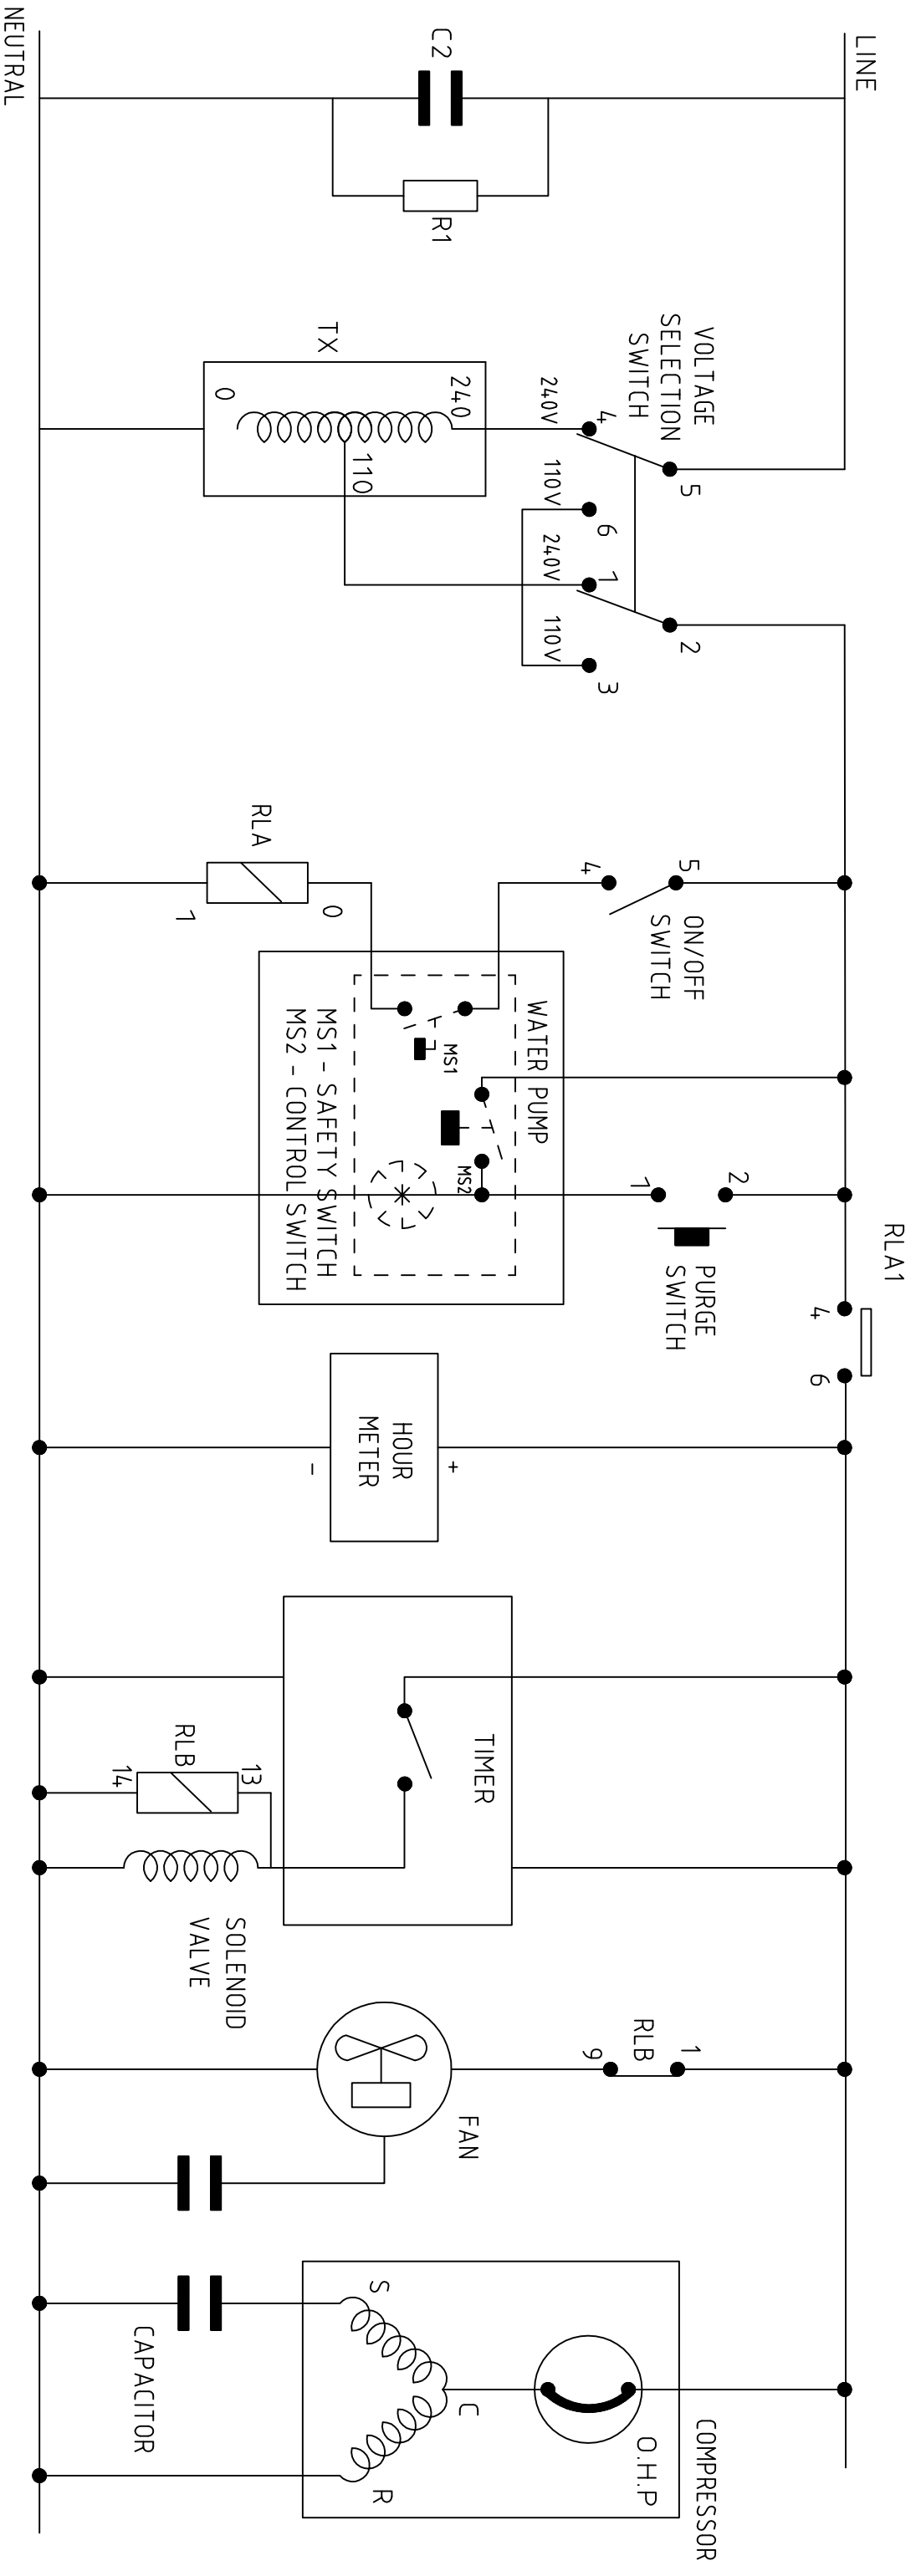 LINE
NEUTRAL
C2
R1
VOLTAGE
SELECTION
SWITCH
TX
240
0
110
240V
4
5
110V
6
240V
1
110V
2
3
RLA
0
1
ON/OFF
SWITCH
5
4
WATER PUMP
MS1
MS2
MS1 - SAFETY SWITCH
MS2 - CONTROL SWITCH
2
1
PURGE
SWITCH
RLA1
4
6
HOUR
METER
+
-
TIMER
RLB
13
14
SOLENOID
VALVE
RLB
1
9
FAN
COMPRESSOR
O.H.P
C
S
R
CAPACITOR